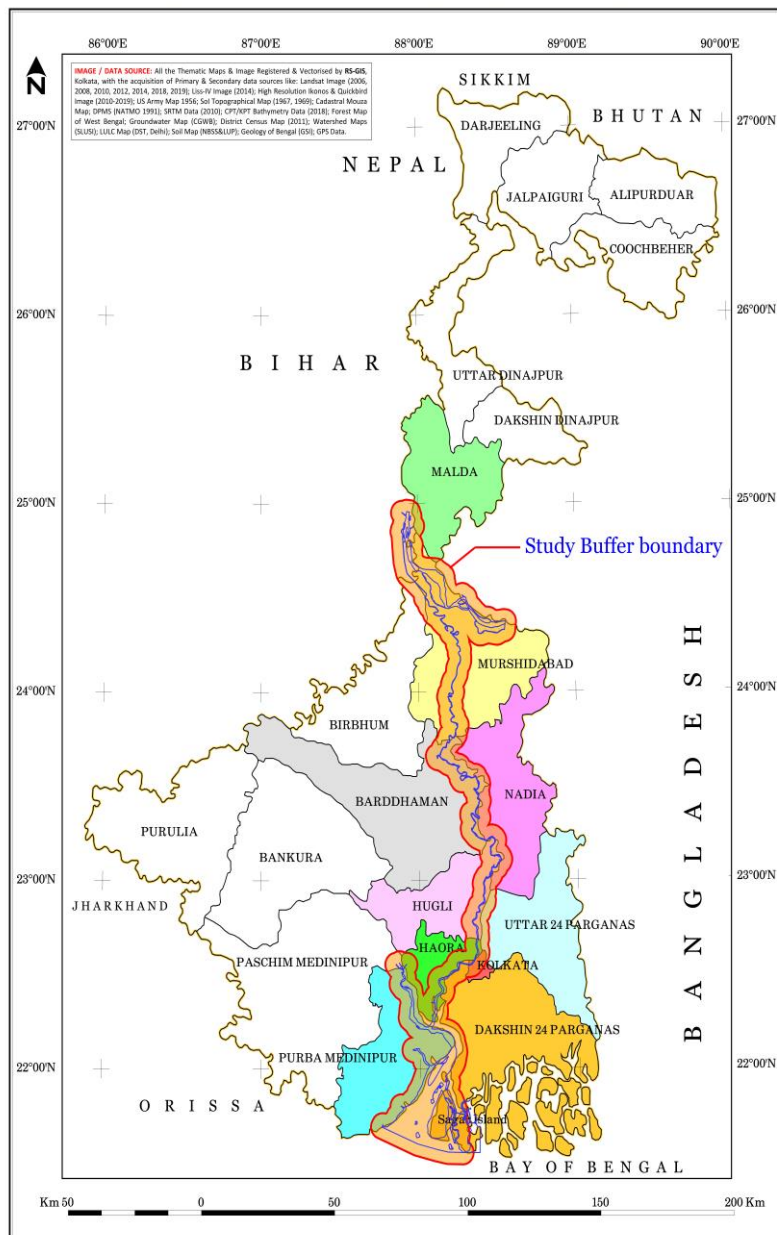 86°00'E 87°00'E 88°00'E 89°00'E 90°00'E
N
IMAGE / DATA SOURCE: All the Thematic Maps & Image Registered & Vectorised by RS-GIS,
Kolkata, with the acquisition of Primary & Secondary data sources like: Landsat Image (2006,
2008, 2010, 2012, 2014, 2018, 2019); Liss-IV Image (2014); High Resolution Ikonos & Quickbird
Image (2010-2019); US Army Map 1956; SoI Topographical Map (1967, 1969); Cadastral Mouza
Map; DPMS (NATMO 1991); SRTM Data (2010); CPT/KPT Bathymetry Data (2018); Forest Map
of West Bengal; Groundwater Map (CGWB); District Census Map (2011); Watershed Maps
(SLUSI); LULC Map (DST, Delhi); Soil Map (NBSS&LUP); Geology of Bengal (GSI); GPS Data.
SIKKIM
BHUTAN
27°00'N DARJEELING 27°00'N
NEPAL
JALPAIGURI ALIPURDUAR
COOCHBEHER
26°00'N 26°00'N
BIHAR
UTTAR DINAJPUR
DAKSHIN DINAJPUR
MALDA
25°00'N 25°00'N
Study Buffer boundary
MURSHIDABAD
24°00'N 24°00'N
BIRBHUM
BARDDHAMAN
NADIA
PURULIA
BANKURA
BANGLADESH
23°00'N 23°00'N
JHARKHAND
HUGLI
UTTAR 24 PARGANAS
HAORA
PASCHIM MEDINIPUR KOLKATA
DAKSHIN 24 PARGANAS
22°00'N PURBA MEDINIPUR 22°00'N
ORISSA
Sagar Island
BAY OF BENGAL
Km 50 0 50 100 150 200 Km